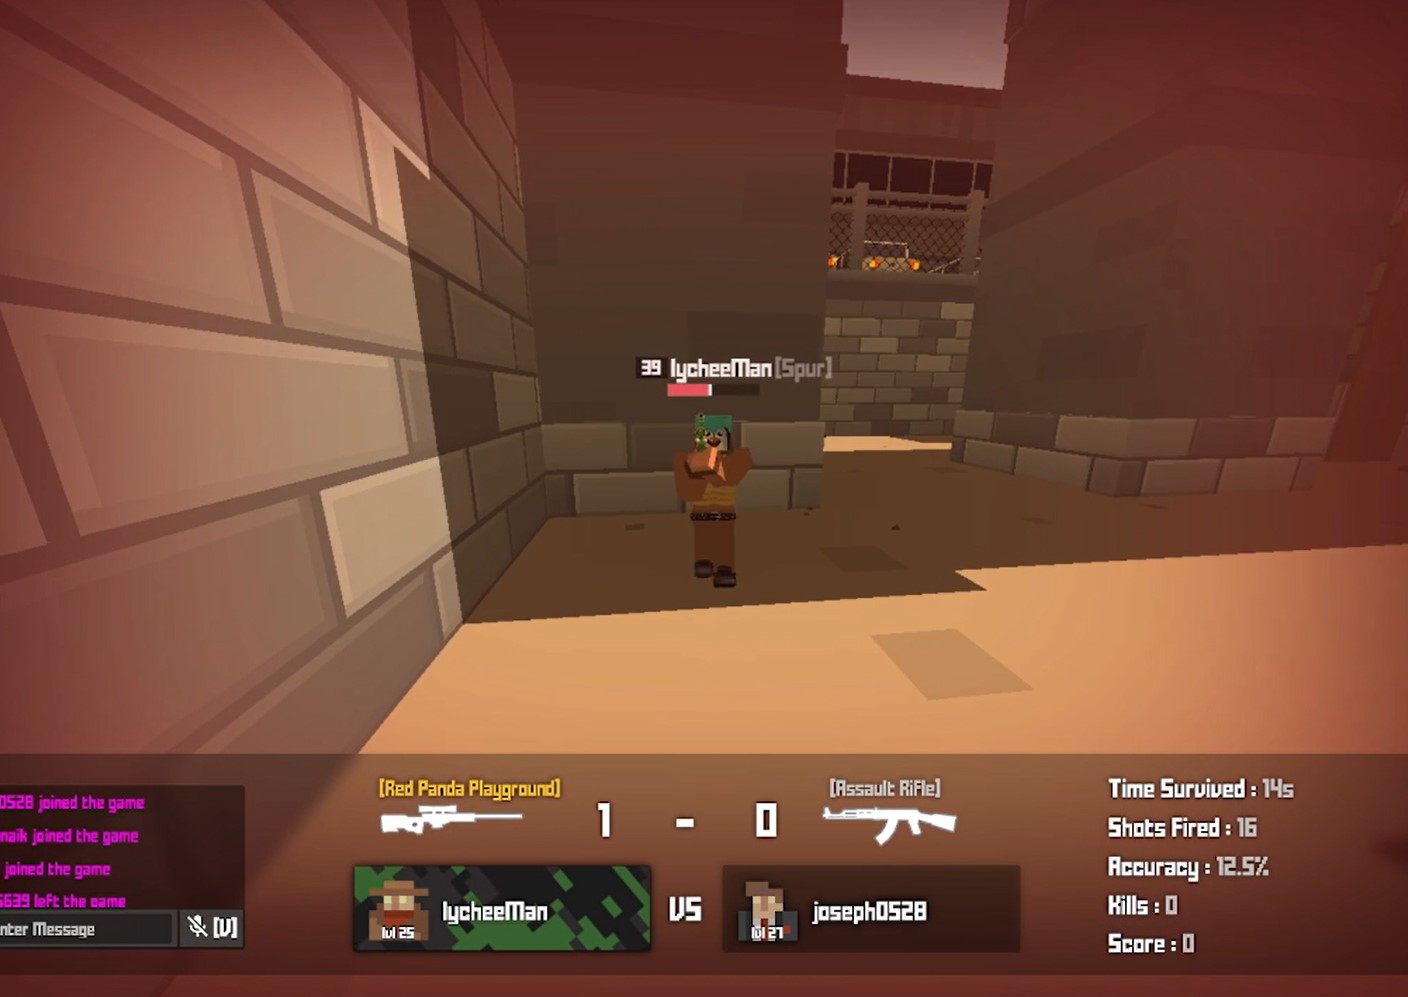 39 lycheeMan [Spur]
0528 joined the game
naik joined the game
joined the game
5639 left the game
nter Message
[V]
[Red Panda Playground]
1 - 0
[Assault Rifle]
lvl 25
lycheeMan
VS
lvl 27
joseph0528
Time Survived : 14s
Shots Fired : 16
Accuracy : 12.5%
Kills : 0
Score : 0